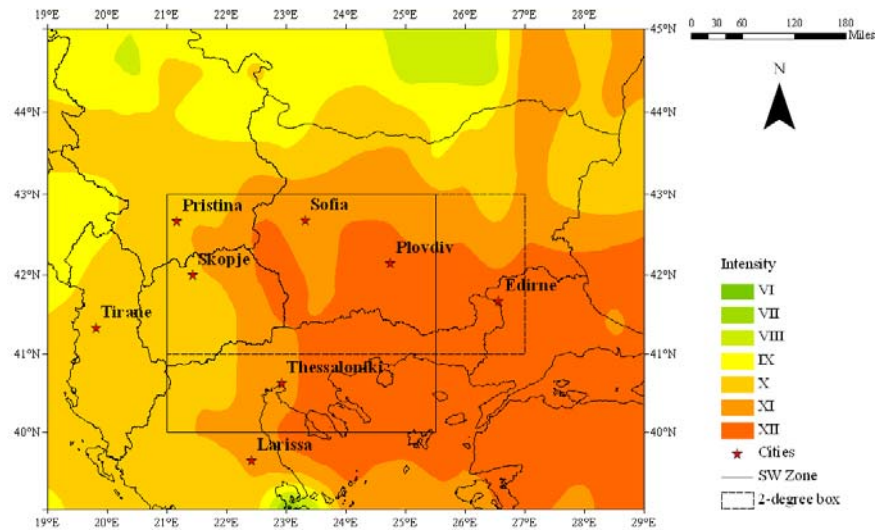 19°E 20°E 21°E 22°E 23°E 24°E 25°E 26°E 27°E 28°E 45°N
0 30 60 120 180
Miles
N
44°N 44°N
43°N 43°N
Pristina Sofia
Plovdiv
Skopje
42°N 42°N
Edirne
Tirane
41°N 41°N
Thessaloniki
40°N 40°N
Larissa
19°E 20°E 21°E 22°E 23°E 24°E 25°E 26°E 27°E 28°E
Intensity
VI
VII
VIII
IX
X
XI
XII
Cities
SW Zone
2-degree box